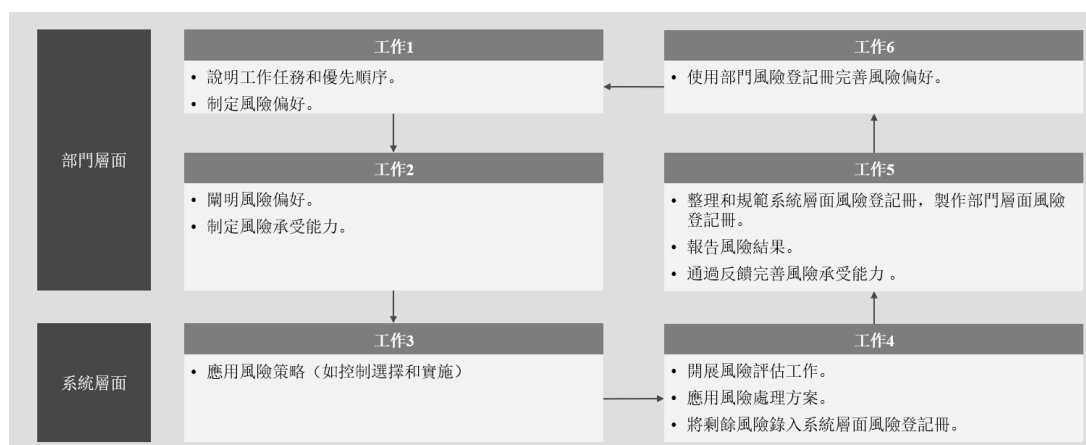 部門層面
工作1
• 說明工作任務和優先順序。
• 制定風險偏好。
工作2
• 闡明風險偏好。
• 制定風險承受能力。
工作6
• 使用部門風險登記冊完善風險偏好。
工作5
• 整理和規範系統層面風險登記冊，製作部門層面風險
登記冊。
• 報告風險結果。
• 通過反饋完善風險承受能力 。
系統層面
工作3
• 應用風險策略（如控制選擇和實施）
工作4
• 開展風險評估工作。
• 應用風險處理方案。
• 將剩餘風險錄入系統層面風險登記冊。